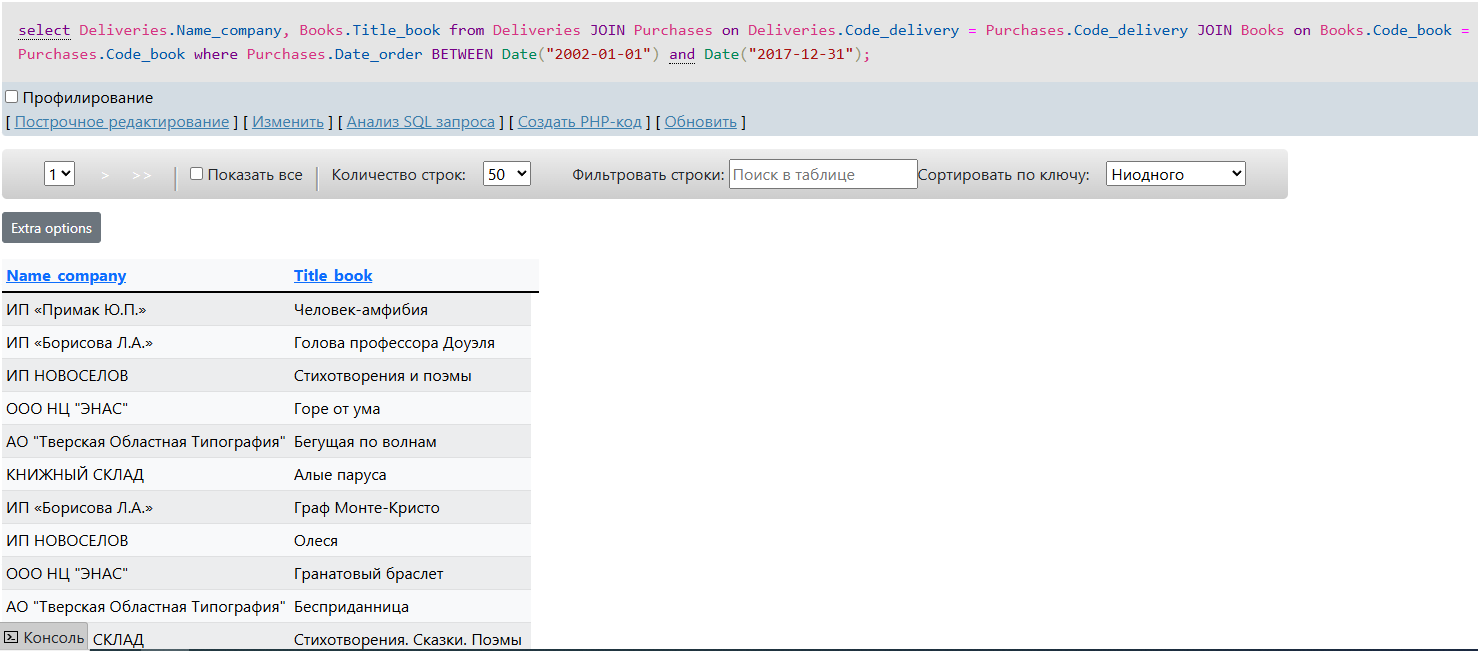 select Deliveries.Name_company, Books.Title_book from Deliveries JOIN Purchases on Deliveries.Code_delivery = Purchases.Code_delivery JOIN Books on Books.Code_book =
Purchases.Code_book where Purchases.Date_order BETWEEN Date("2002-01-01") and Date("2017-12-31");
Профилирование
[ Построчное редактирование ] [ Изменить ] [ Анализ SQL запроса ] [ Создать PHP-код ] [ Обновить ]
1 > >> Показать все Количество строк: 50 Фильтровать строки: Поиск в таблице Сортировать по ключу: Ниодного
Extra options
Name_company Title_book
ИП «Примак Ю.П.» Человек-амфибия
ИП «Борисова Л.А.» Голова профессора Доуэля
ИП НОВОСЕЛОВ Стихотворения и поэмы
ООО НЦ "ЭНАС" Горе от ума
АО "Тверская Областная Типография" Бегущая по волнам
КНИЖНЫЙ СКЛАД Алые паруса
ИП «Борисова Л.А.» Граф Монте-Кристо
ИП НОВОСЕЛОВ Олеся
ООО НЦ "ЭНАС" Гранатовый браслет
АО "Тверская Областная Типография" Бесприданница
Консоль СКЛАД Стихотворения. Сказки. Поэмы